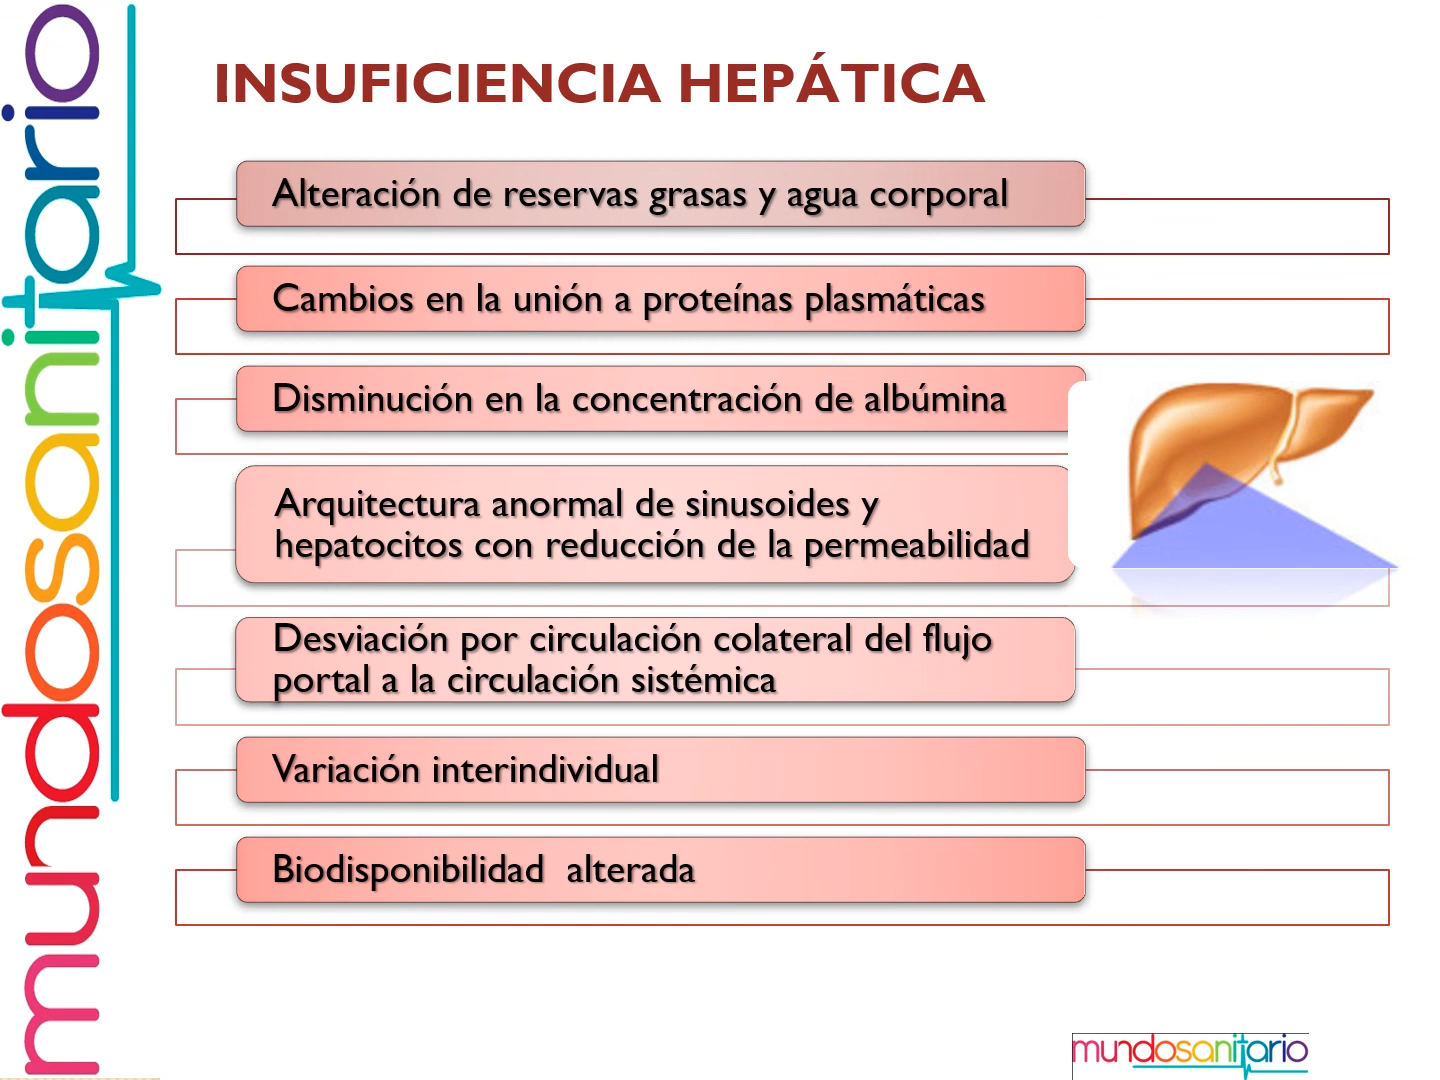 mundosanitario
INSUFICIENCIA HEPÁTICA
Alteración de reservas grasas y agua corporal
Cambios en la unión a proteínas plasmáticas
Disminución en la concentración de albúmina
Arquitectura anormal de sinusoides y
hepatocitos con reducción de la permeabilidad
Desviación por circulación colateral del flujo
portal a la circulación sistémica
Variación interindividual
Biodisponibilidad  alterada
mundosanitario